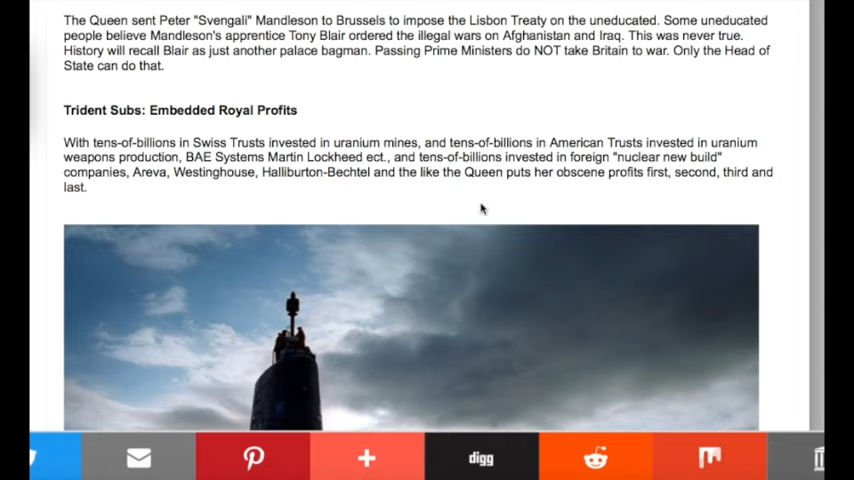 The Queen sent Peter "Svengali" Mandleson to Brussels to impose the Lisbon Treaty on the uneducated. Some uneducated
people believe Mandleson's apprentice Tony Blair ordered the illegal wars on Afghanistan and Iraq. This was never true.
History will recall Blair as just another palace bagman. Passing Prime Ministers do NOT take Britain to war. Only the Head of
State can do that.
Trident Subs: Embedded Royal Profits
With tens-of-billions in Swiss Trusts invested in uranium mines, and tens-of-billions in American Trusts invested in uranium
weapons production, BAE Systems Martin Lockheed ect., and tens-of-billions invested in foreign "nuclear new build"
companies, Areva, Westinghouse, Halliburton-Bechtel and the like the Queen puts her obscene profits first, second, third and
last.
digg